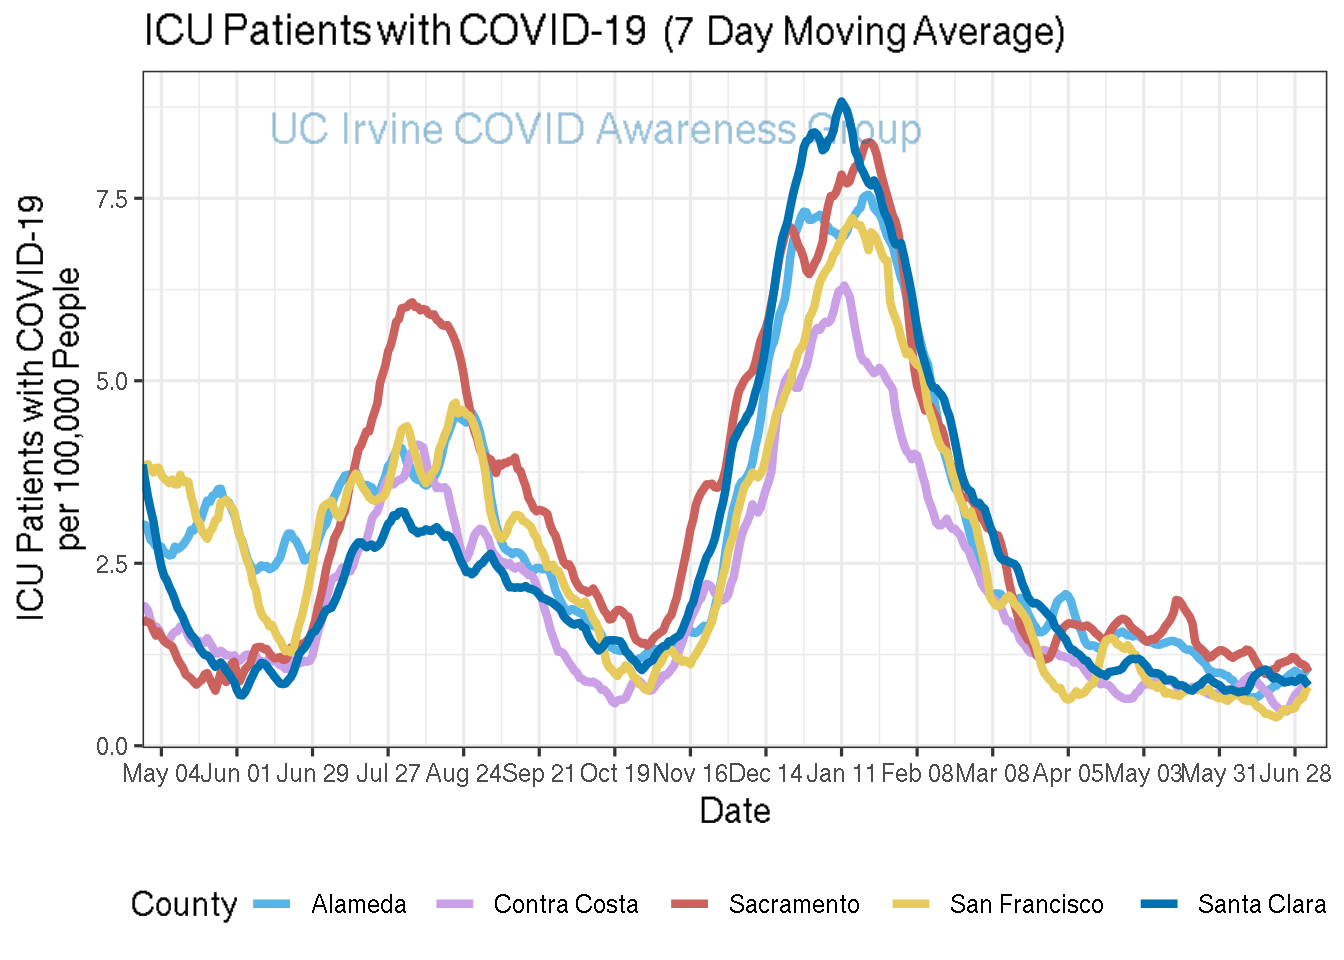 ICU Patients with COVID-19 (7 Day Moving Average)
UC Irvine COVID Awareness Group
ICU Patients with COVID-19
per 100,000 People
7.5
5.0
2.5
0.0
May 04 Jun 01 Jun 29 Jul 27 Aug 24 Sep 21 Oct 19 Nov 16 Dec 14 Jan 11 Feb 08 Mar 08 Apr 05 May 03 May 31 Jun 28
Date
County Alameda Contra Costa Sacramento San Francisco Santa Clara